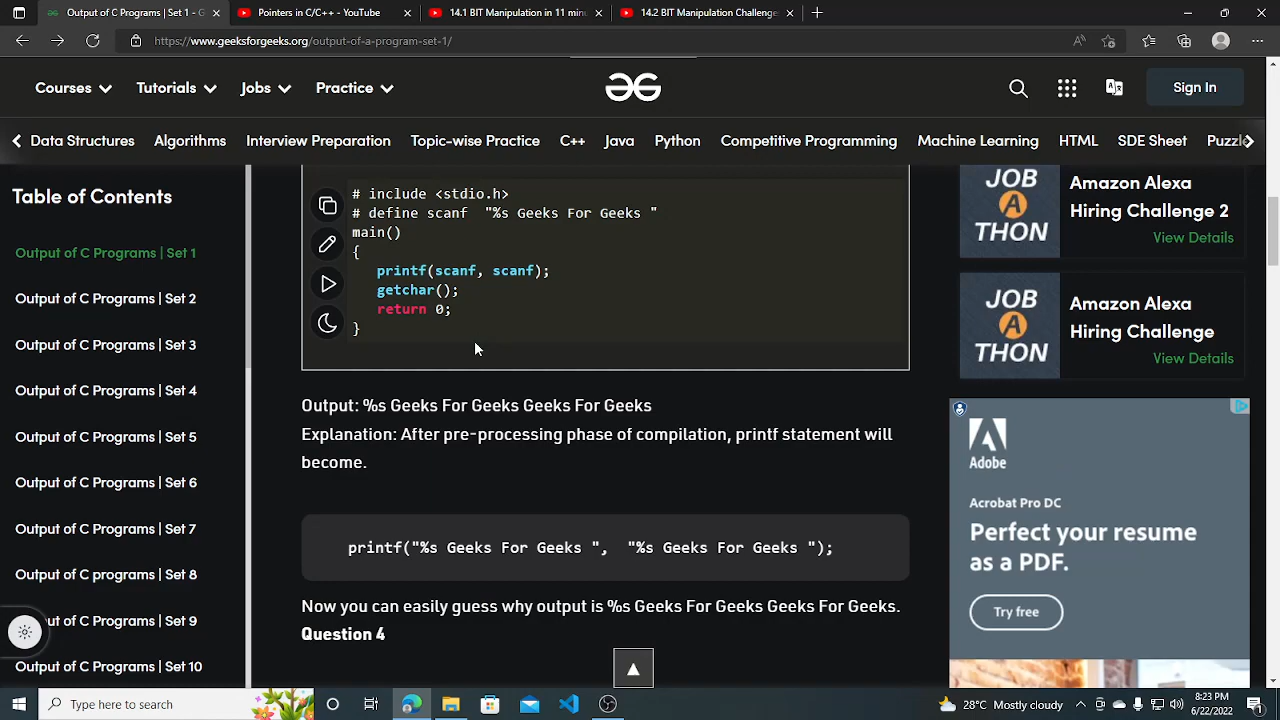 Output of C Programs | Set 1 - G
Pointers in C/C++ - YouTube
14.1 BIT Manipulation in 11 minu
14.2 BIT Manipulation Challenge
https://www.geeksforgeeks.org/output-of-a-program-set-1/
Courses
Tutorials
Jobs
Practice
Sign In
Data Structures
Algorithms
Interview Preparation
Topic-wise Practice
C++
Java
Python
Competitive Programming
Machine Learning
HTML
SDE Sheet
Puzzle
Table of Contents
Output of C Programs | Set 1
Output of C Programs | Set 2
Output of C Programs | Set 3
Output of C Programs | Set 4
Output of C Programs | Set 5
Output of C Programs | Set 6
Output of C Programs | Set 7
Output of C programs | Set 8
Output of C Programs | Set 9
Output of C Programs | Set 10
# include <stdio.h>
# define scanf  "%s Geeks For Geeks "
main()
{
printf(scanf, scanf);
getchar();
return 0;
}
Output: %s Geeks For Geeks Geeks For Geeks
Explanation: After pre-processing phase of compilation, printf statement will
become.
printf("%s Geeks For Geeks ",  "%s Geeks For Geeks ");
Now you can easily guess why output is %s Geeks For Geeks Geeks For Geeks.
Question 4
JOB
A
THON
Amazon Alexa
Hiring Challenge 2
View Details
JOB
A
THON
Amazon Alexa
Hiring Challenge
View Details
Adobe
Acrobat Pro DC
Perfect your resume
as a PDF.
Try free
Type here to search
28°C Mostly cloudy
8:23 PM
6/22/2022